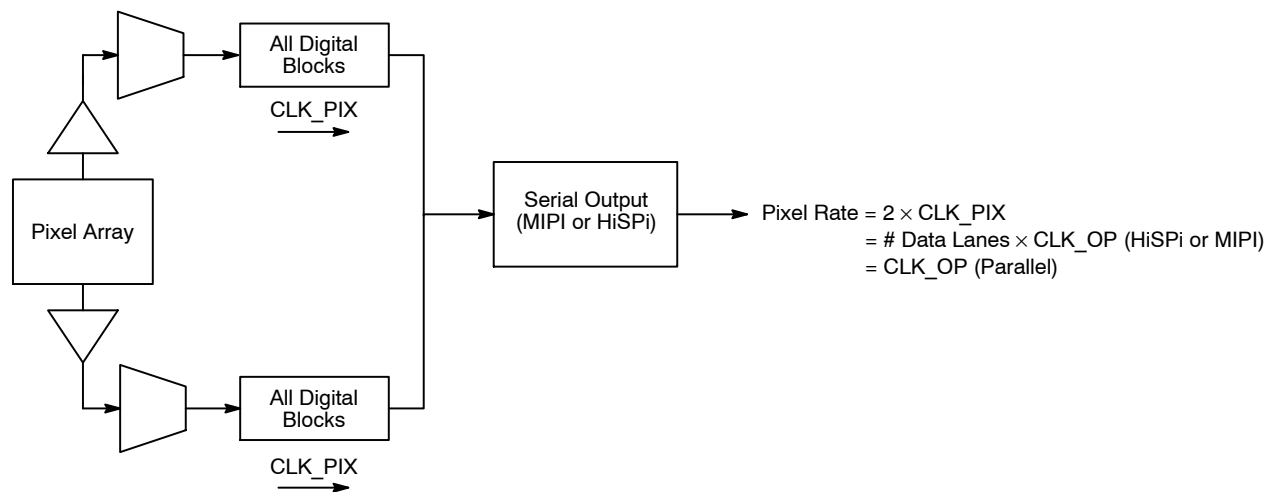 All Digital
Blocks
CLK_PIX
Pixel Array
Serial Output
(MIPI or HiSPi)
Pixel Rate = 2 × CLK_PIX
= # Data Lanes × CLK_OP (HiSPi or MIPI)
= CLK_OP (Parallel)
All Digital
Blocks
CLK_PIX